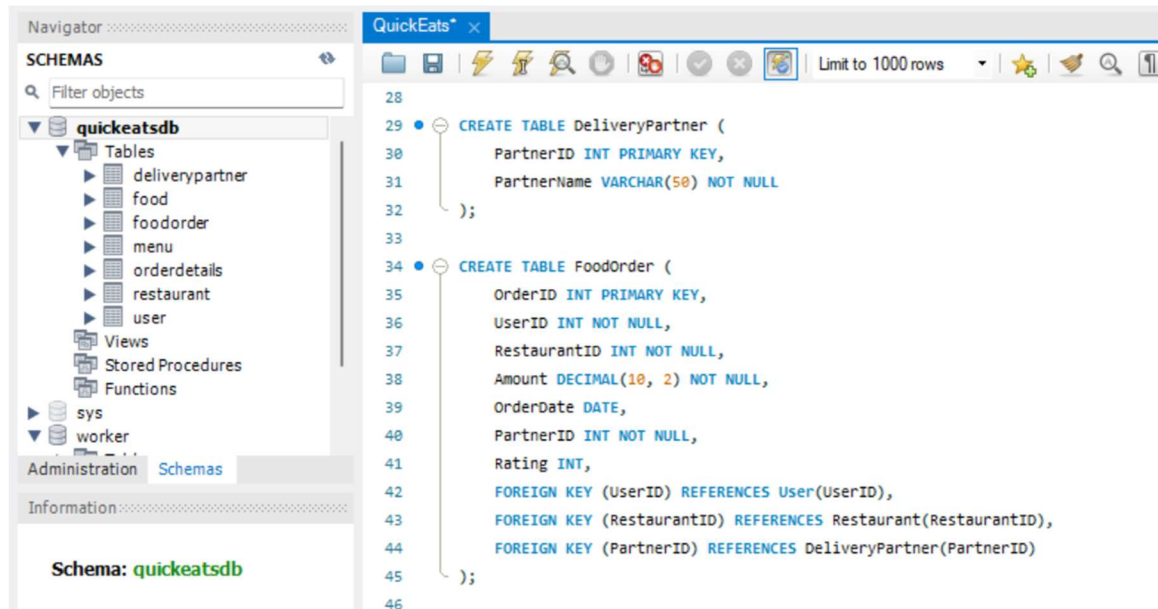 Navigator
SCHEMAS
Filter objects
quickeatsdb
Tables
deliverypartner
food
foodorder
menu
orderdetails
restaurant
user
Views
Stored Procedures
Functions
sys
worker
Administration Schemas
Information
Schema: quickeatsdb
QuickEats*
Limit to 1000 rows
28
29 CREATE TABLE DeliveryPartner (
30 PartnerID INT PRIMARY KEY,
31 PartnerName VARCHAR(50) NOT NULL
32 );
33
34 CREATE TABLE FoodOrder (
35 OrderID INT PRIMARY KEY,
36 UserID INT NOT NULL,
37 RestaurantID INT NOT NULL,
38 Amount DECIMAL(10, 2) NOT NULL,
39 OrderDate DATE,
40 PartnerID INT NOT NULL,
41 Rating INT,
42 FOREIGN KEY (UserID) REFERENCES User(UserID),
43 FOREIGN KEY (RestaurantID) REFERENCES Restaurant(RestaurantID),
44 FOREIGN KEY (PartnerID) REFERENCES DeliveryPartner(PartnerID)
45 );
46